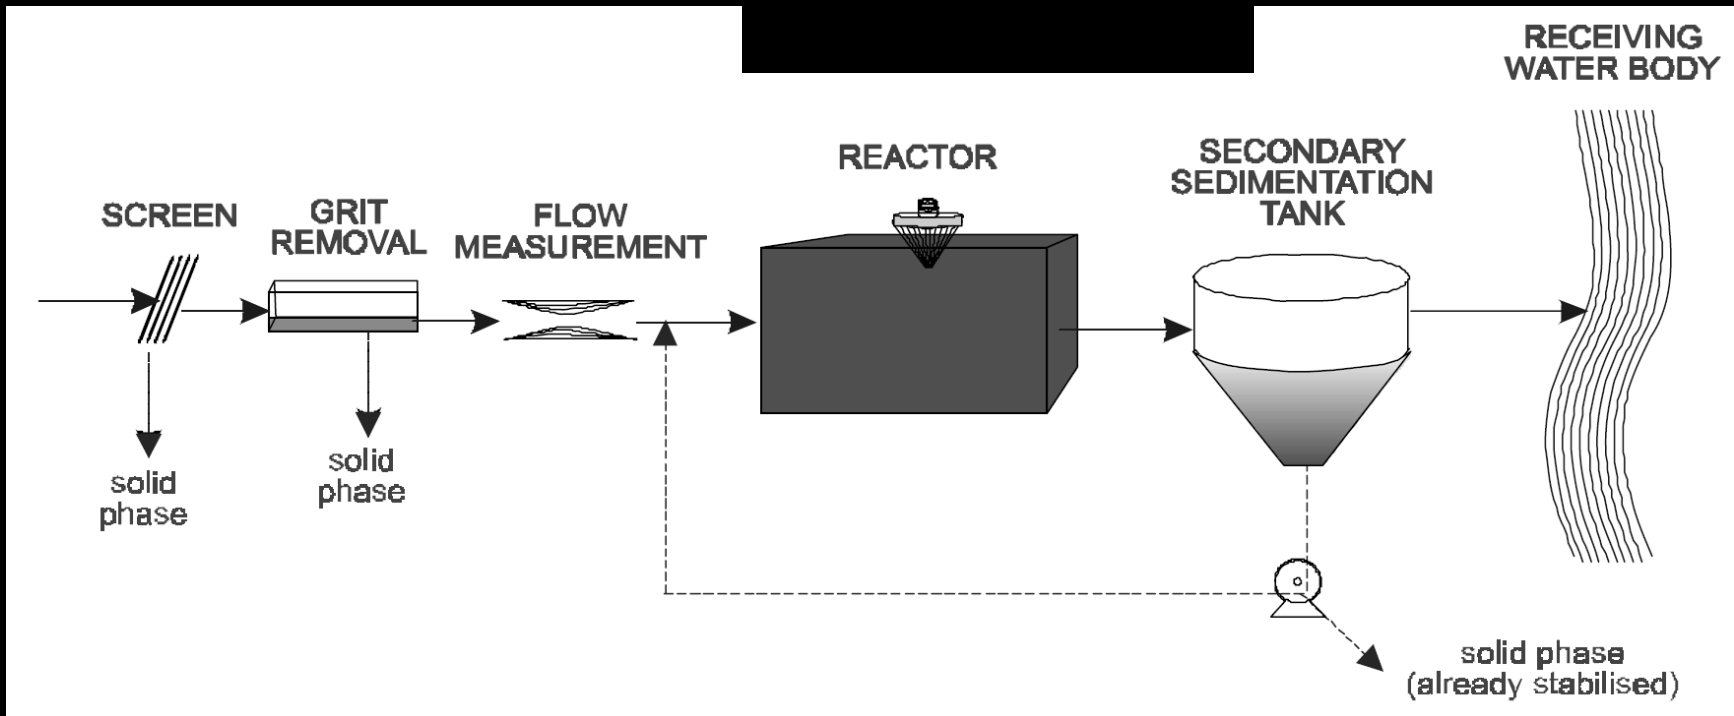 RECEIVING
WATER BODY
REACTOR
SECONDARY
SEDIMENTATION
TANK
SCREEN
GRIT
REMOVAL
FLOW
MEASUREMENT
solid
phase
solid
phase
solid phase
(already stabilised)